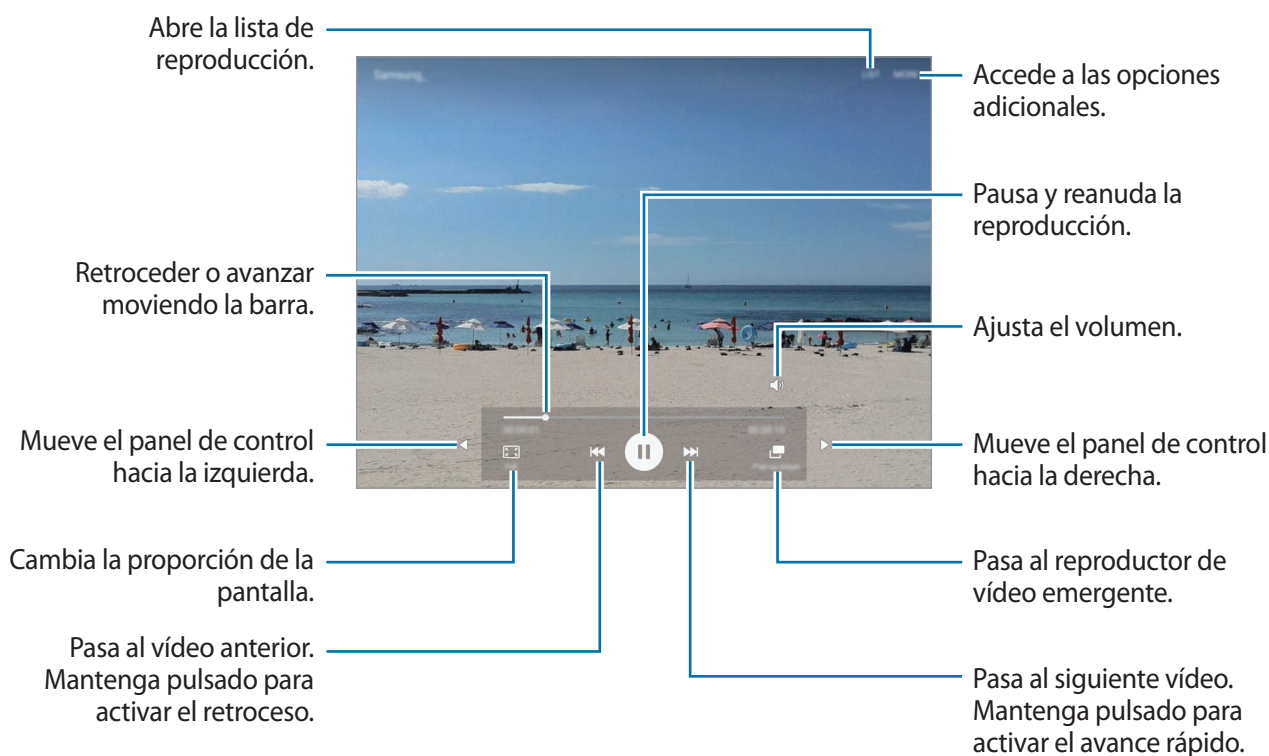 Abre la lista de
reproducción.
Samsung_
LIST
MORE
Accede a las opciones
adicionales.
Pausa y reanuda la
reproducción.
Retroceder o avanzar
moviendo la barra.
Ajusta el volumen.
Mueve el panel de control
hacia la izquierda.
Mueve el panel de control
hacia la derecha.
Cambia la proporción de la
pantalla.
Pasa al reproductor de
vídeo emergente.
Pasa al vídeo anterior.
Mantenga pulsado para
activar el retroceso.
Pasa al siguiente vídeo.
Mantenga pulsado para
activar el avance rápido.